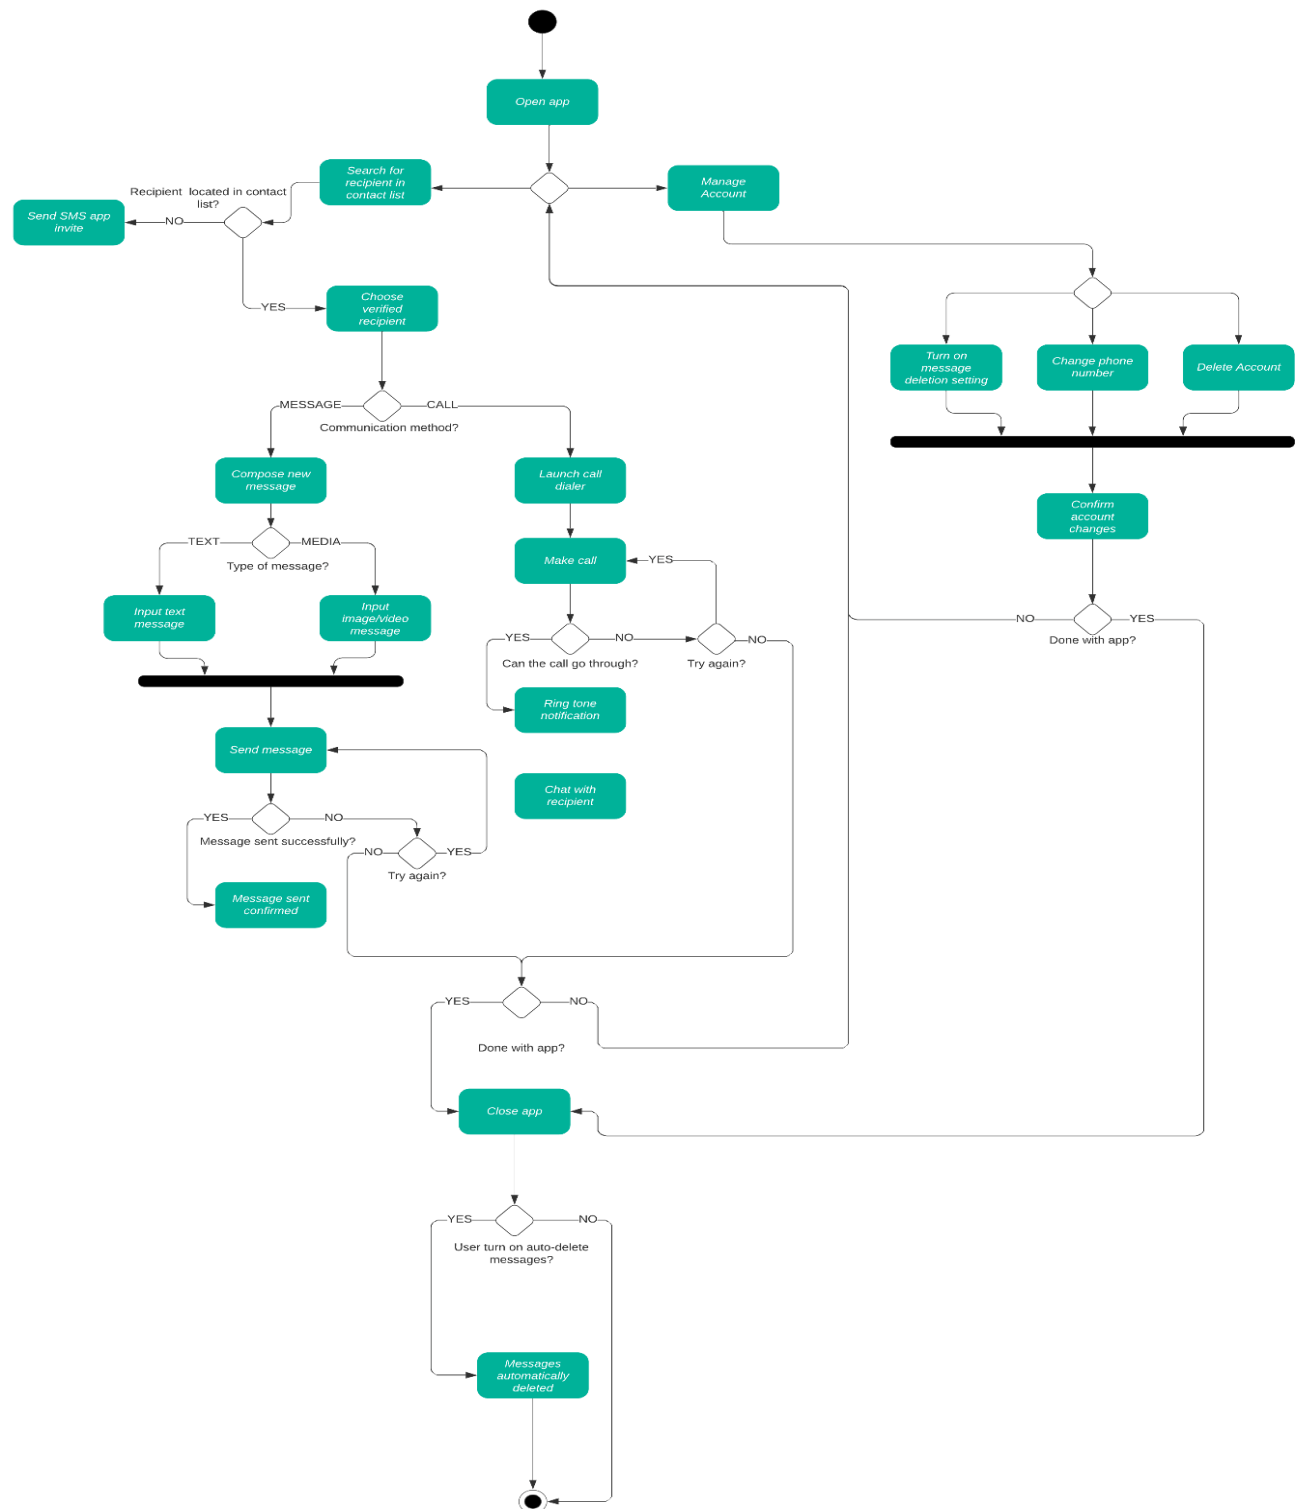 Open app
Search for
recipient in
contact list
Manage
Account
Recipient  located in contact
list?
Send SMS app
invite
NO
YES
Choose
verified
recipient
Turn on
message
deletion setting
Change phone
number
Delete Account
MESSAGE
CALL
Communication method?
Compose new
message
Launch call
dialer
Confirm
account
changes
TEXT
MEDIA
Type of message?
Make call
YES
Input text
message
Input
image/video
message
YES
NO
NO
Can the call go through?
Try again?
NO
YES
Done with app?
Ring tone
notification
Send message
Chat with
recipient
YES
NO
Message sent successfully?
NO
YES
Try again?
Message sent
confirmed
YES
NO
Done with app?
Close app
YES
NO
User turn on auto-delete
messages?
Messages
automatically
deleted